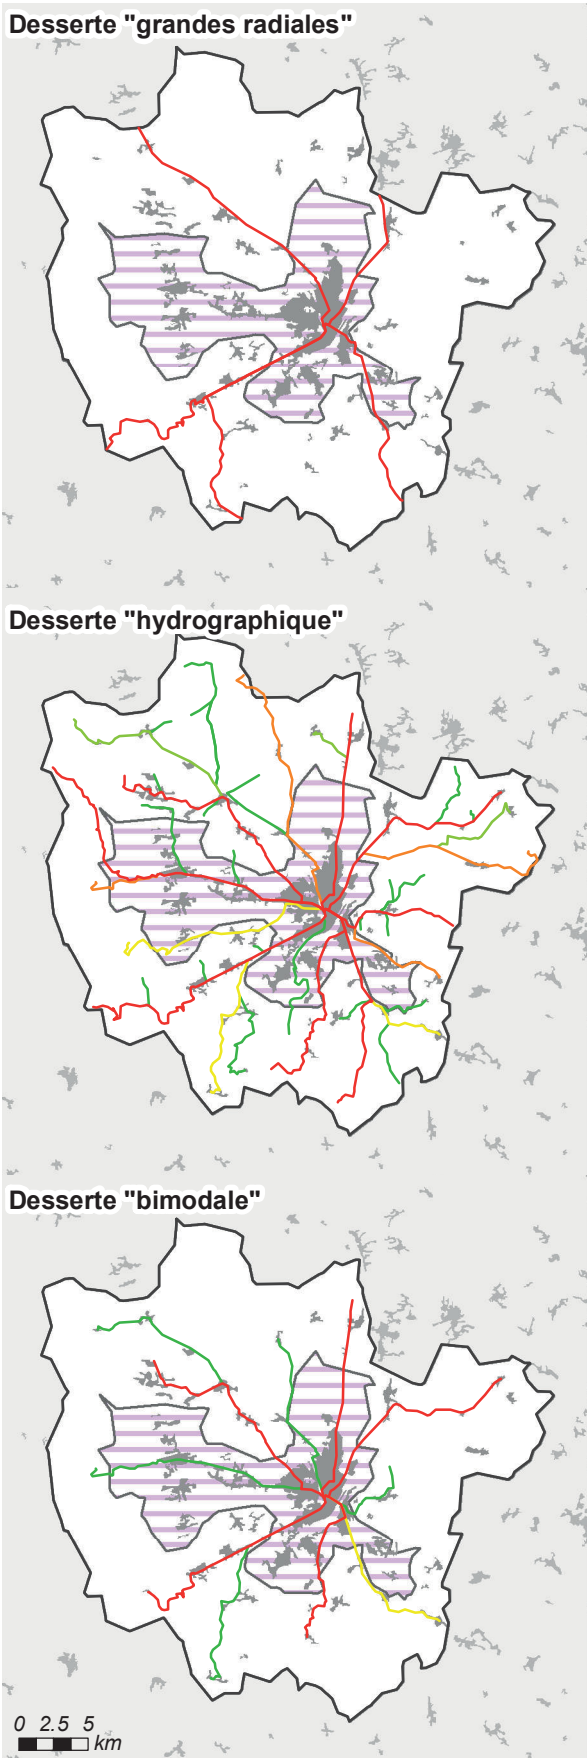 Desserte "grandes radiales"
Desserte "hydrographique"
Desserte "bimodale"
0 2.5 5
km